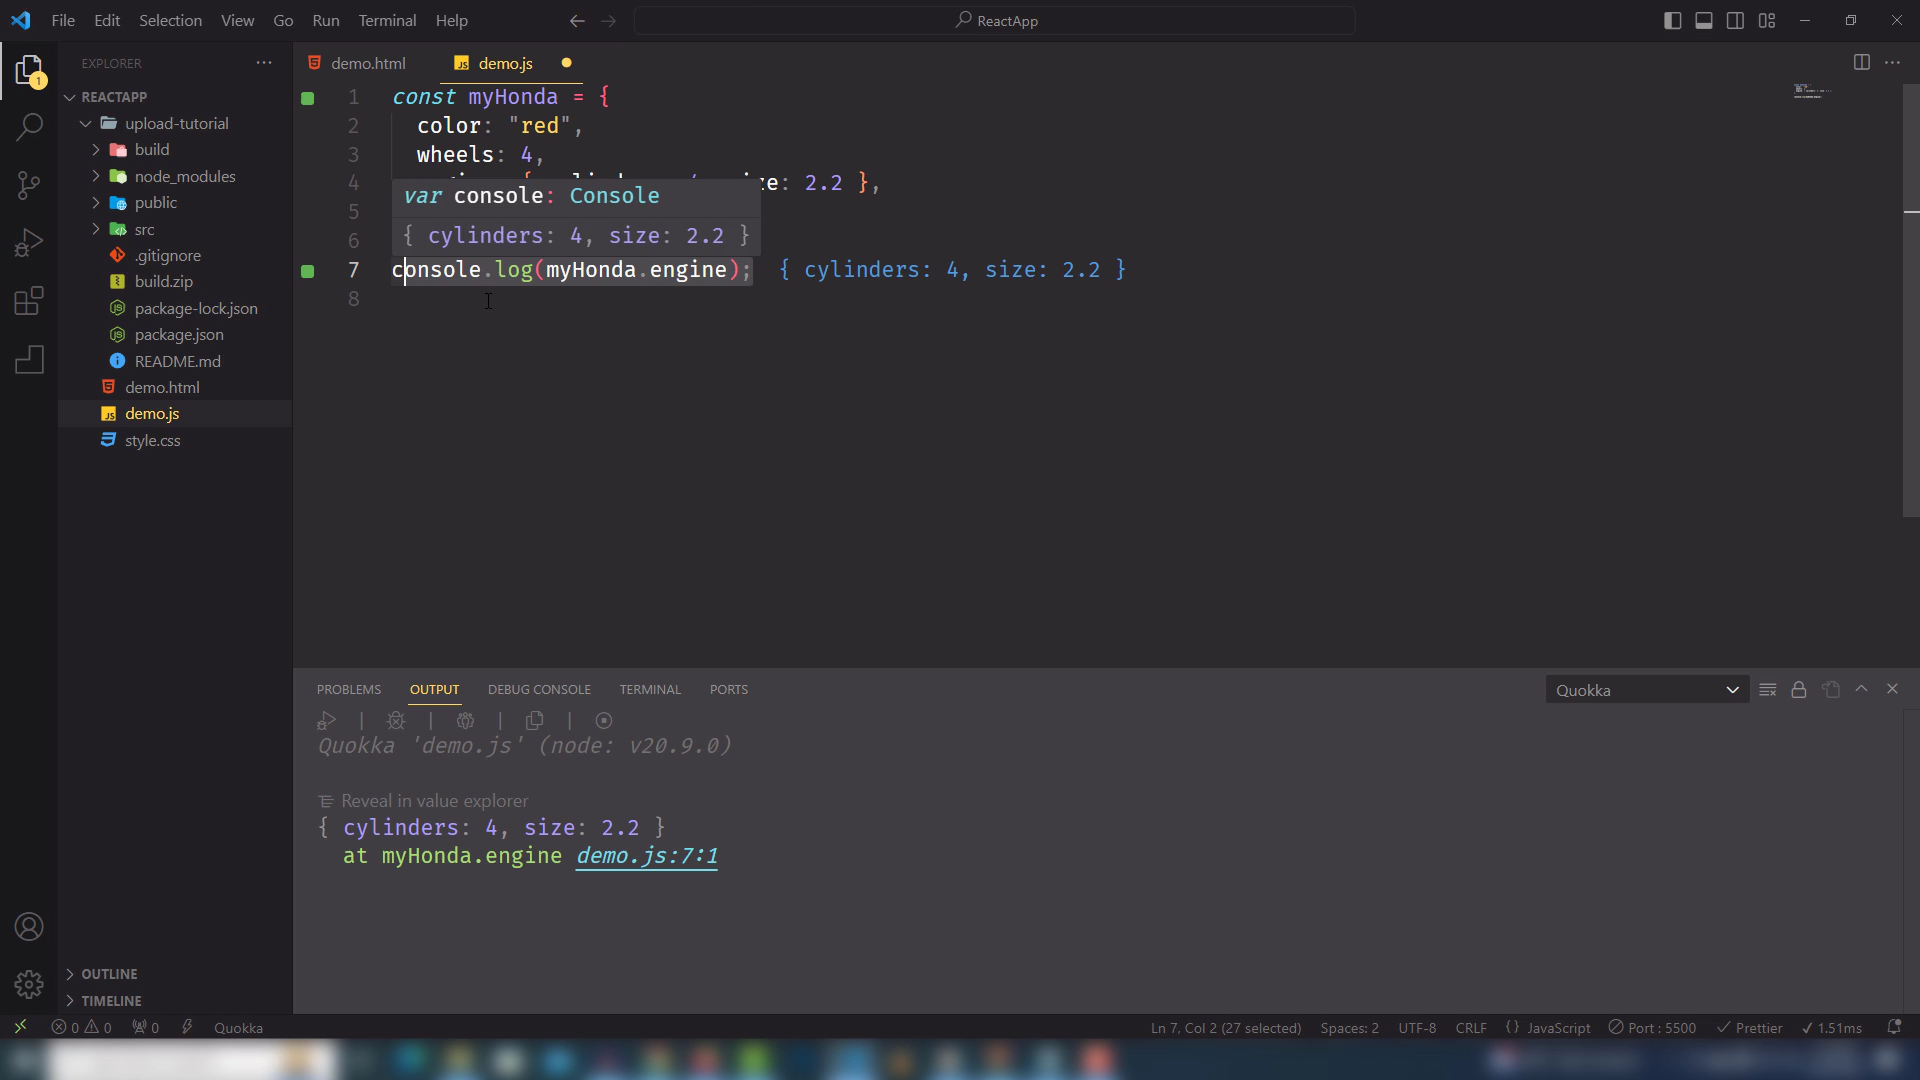 File Edit Selection View Go Run Terminal Help
ReactApp
EXPLORER
demo.html
demo.js
REACTAPP
upload-tutorial
build
node_modules
public
src
.gitignore
build.zip
package-lock.json
package.json
README.md
demo.html
demo.js
style.css
OUTLINE
TIMELINE
1 const myHonda = {
2 color: "red",
3 wheels: 4,
4 size: 2.2 },
5
var console: Console
6
{ cylinders: 4, size: 2.2 }
7 console.log(myHonda.engine); { cylinders: 4, size: 2.2 }
8
PROBLEMS OUTPUT DEBUG CONSOLE TERMINAL PORTS
Quokka
Quokka 'demo.js' (node: v20.9.0)
Reveal in value explorer
{ cylinders: 4, size: 2.2 }
at myHonda.engine demo.js:7:1
0 0 0 Quokka Ln 7, Col 2 (27 selected) Spaces: 2 UTF-8 CRLF {} JavaScript Port : 5500 Prettier 1.51ms